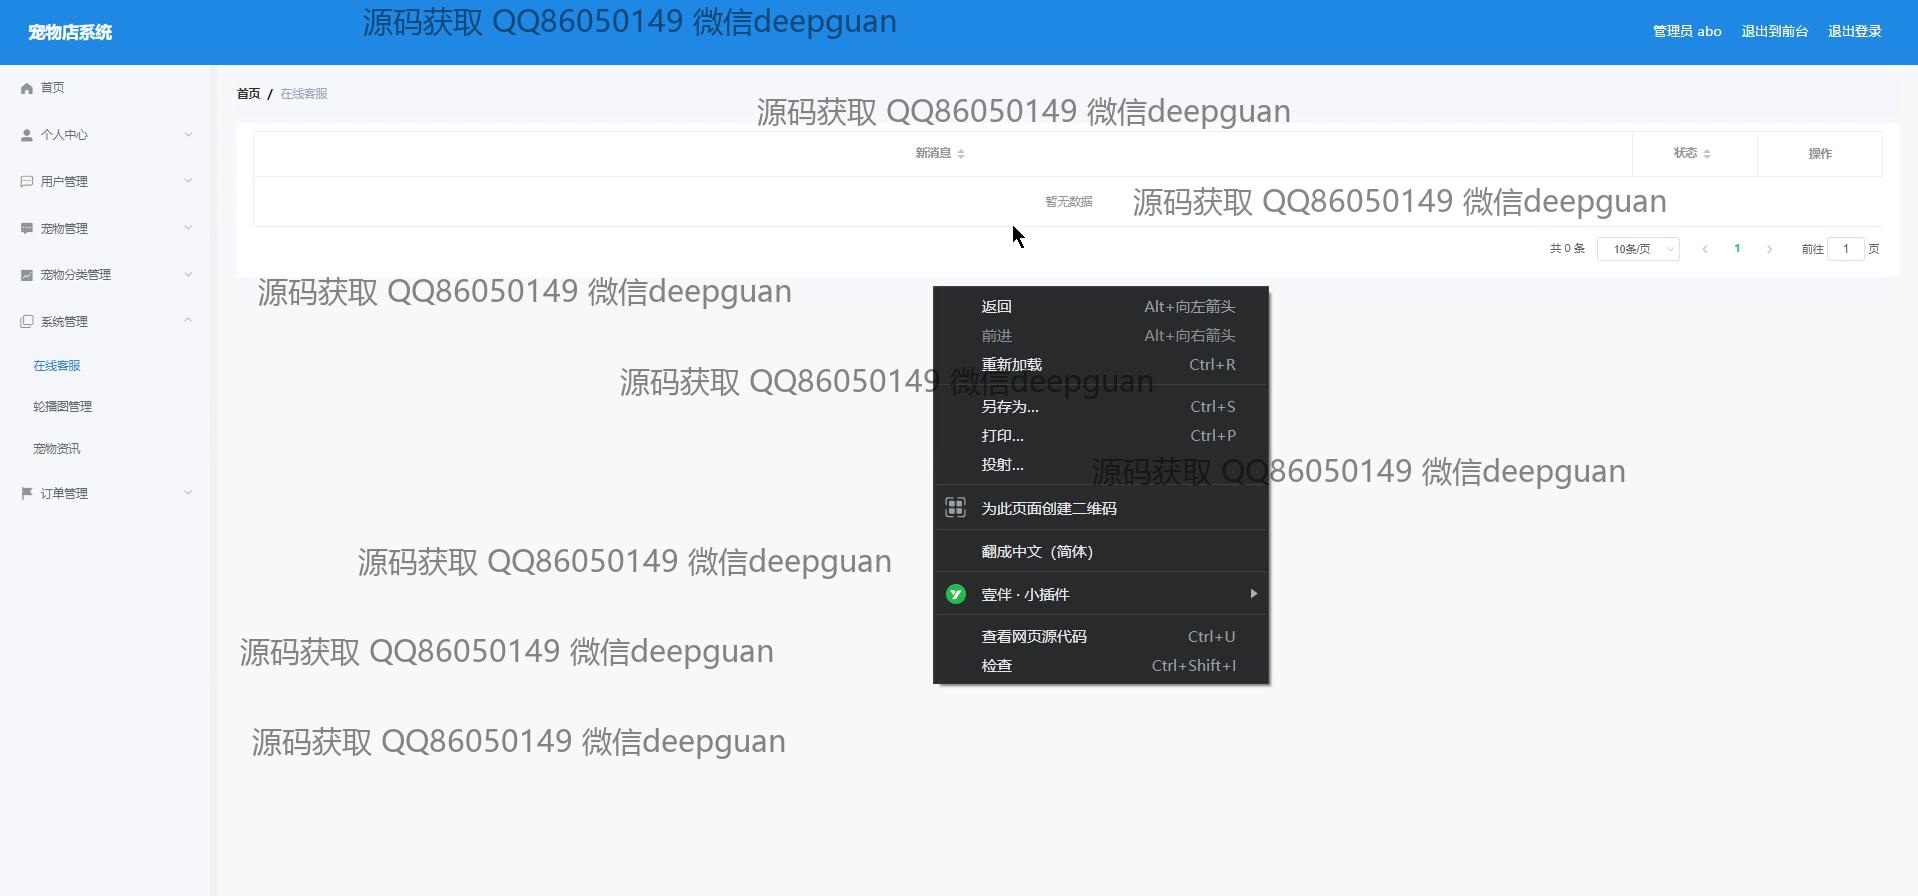 宠物店系统
源码获取 QQ86050149 微信deepguan
管理员 abo 退出到前台 退出登录
首页
个人中心
用户管理
宠物管理
宠物分类管理
系统管理
在线客服
轮播图管理
宠物资讯
订单管理
首页 / 在线客服
源码获取 QQ86050149 微信deepguan
新消息 状态 操作
暂无数据
源码获取 QQ86050149 微信deepguan
共 0 条 10条/页 1 前往 1 页
源码获取 QQ86050149 微信deepguan
返回 Alt+向左箭头
前进 Alt+向右箭头
重新加载 Ctrl+R
源码获取 QQ86050149 微信deepguan
另存为... Ctrl+S
打印... Ctrl+P
投射...
源码获取 QQ86050149 微信deepguan
为此页面创建二维码
翻成中文（简体）
源码获取 QQ86050149 微信deepguan
壹伴 · 小插件
查看网页源代码 Ctrl+U
检查 Ctrl+Shift+I
源码获取 QQ86050149 微信deepguan
源码获取 QQ86050149 微信deepguan